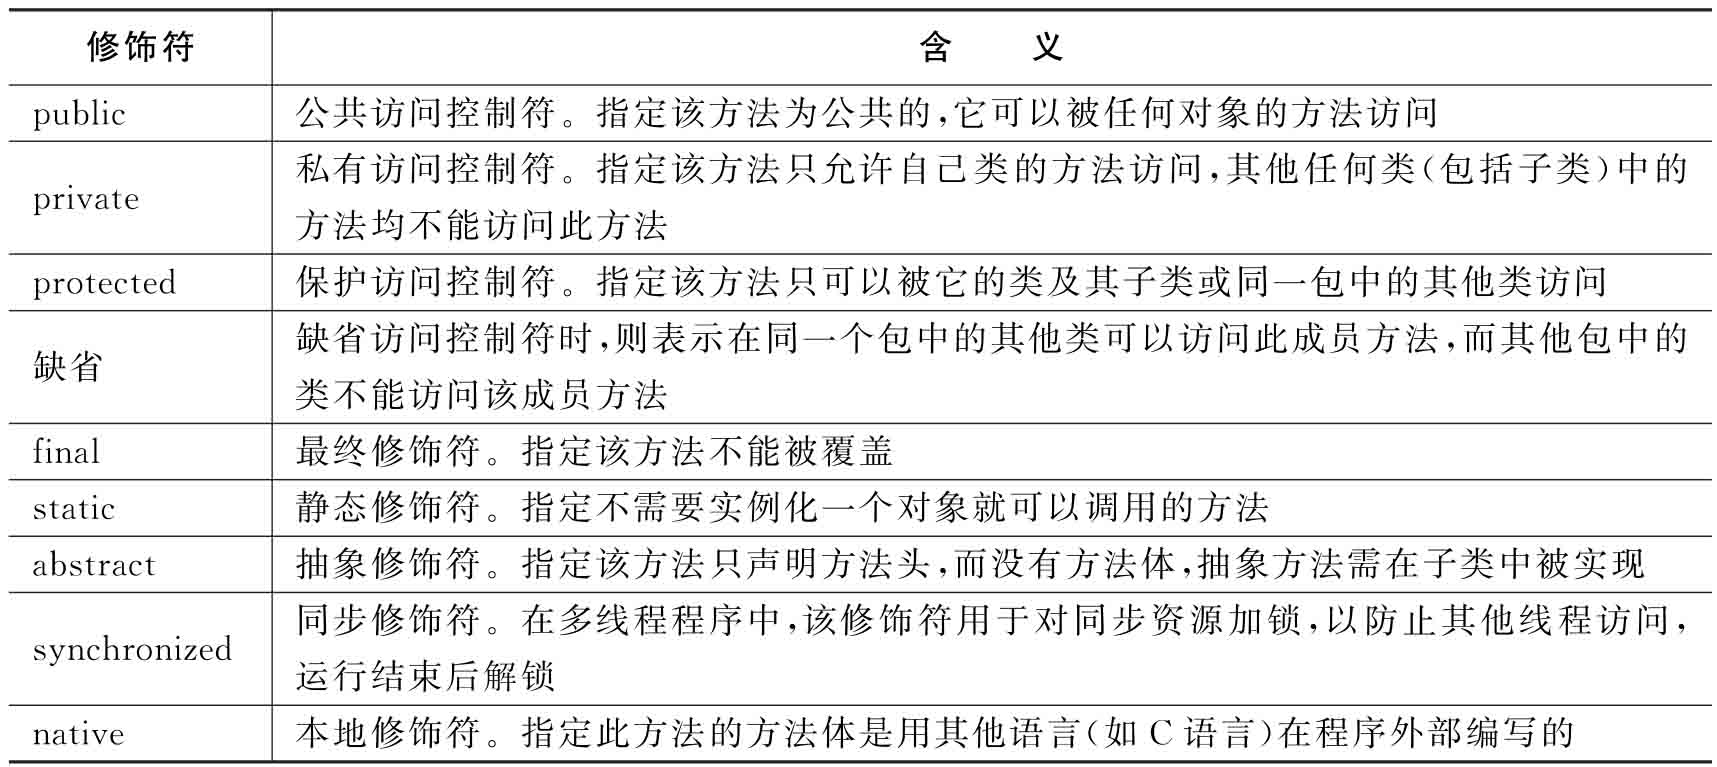 修饰符 含 义
public 公共访问控制符。指定该方法为公共的,它可以被任何对象的方法访问
private 私有访问控制符。指定该方法只允许自己类的方法访问,其他任何类(包括子类)中的
方法均不能访问此方法
protected 保护访问控制符。指定该方法只可以被它的类及其子类或同一包中的其他类访问
缺省 缺省访问控制符时,则表示在同一个包中的其他类可以访问此成员方法,而其他包中的
类不能访问该成员方法
final 最终修饰符。指定该方法不能被覆盖
static 静态修饰符。指定不需要实例化一个对象就可以调用的方法
abstract 抽象修饰符。指定该方法只声明方法头,而没有方法体,抽象方法需在子类中被实现
synchronized 同步修饰符。在多线程程序中,该修饰符用于对同步资源加锁,以防止其他线程访问,
运行结束后解锁
native 本地修饰符。指定此方法的方法体是用其他语言(如C语言)在程序外部编写的